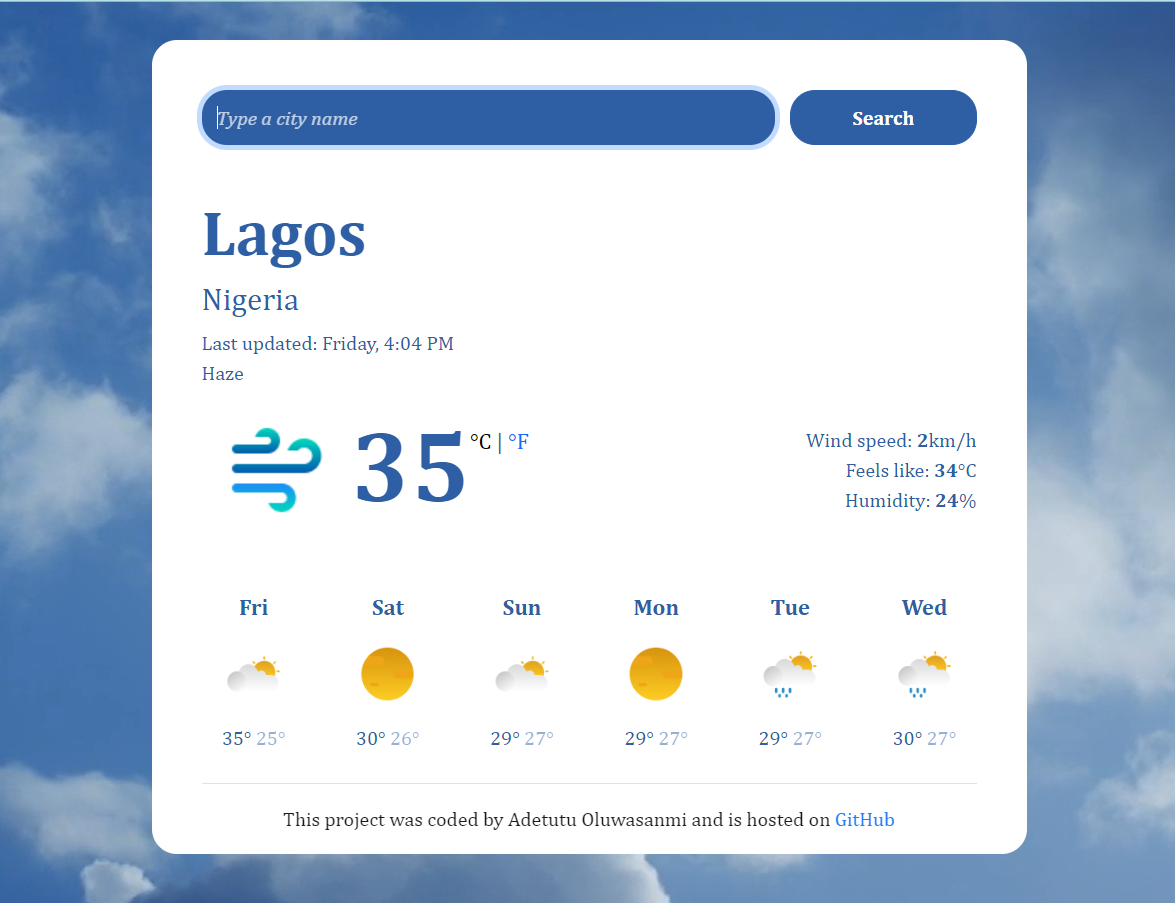 Type a city name
Search
Lagos
Nigeria
Last updated: Friday, 4:04 PM
Haze
35 °C | °F
Wind speed: 2km/h
Feels like: 34°C
Humidity: 24%
Fri Sat Sun Mon Tue Wed
35° 25° 30° 26° 29° 27° 29° 27° 29° 27° 30° 27°
This project was coded by Adetutu Oluwasanmi and is hosted on GitHub